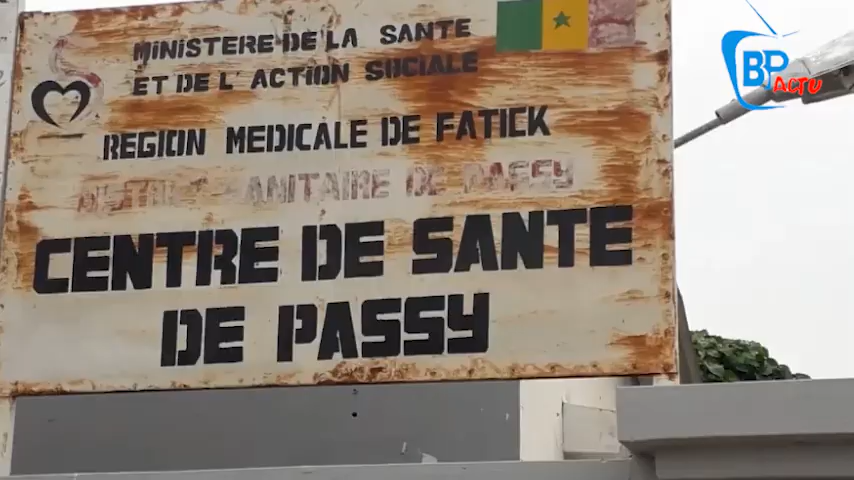 MINISTERE DE LA SANTE
ET DE L'ACTION SOCIALE
REGION MEDICALE DE FATICK
SANITAIRE DE PASSY
CENTRE DE SANTE
DE PASSY
BP ACTU